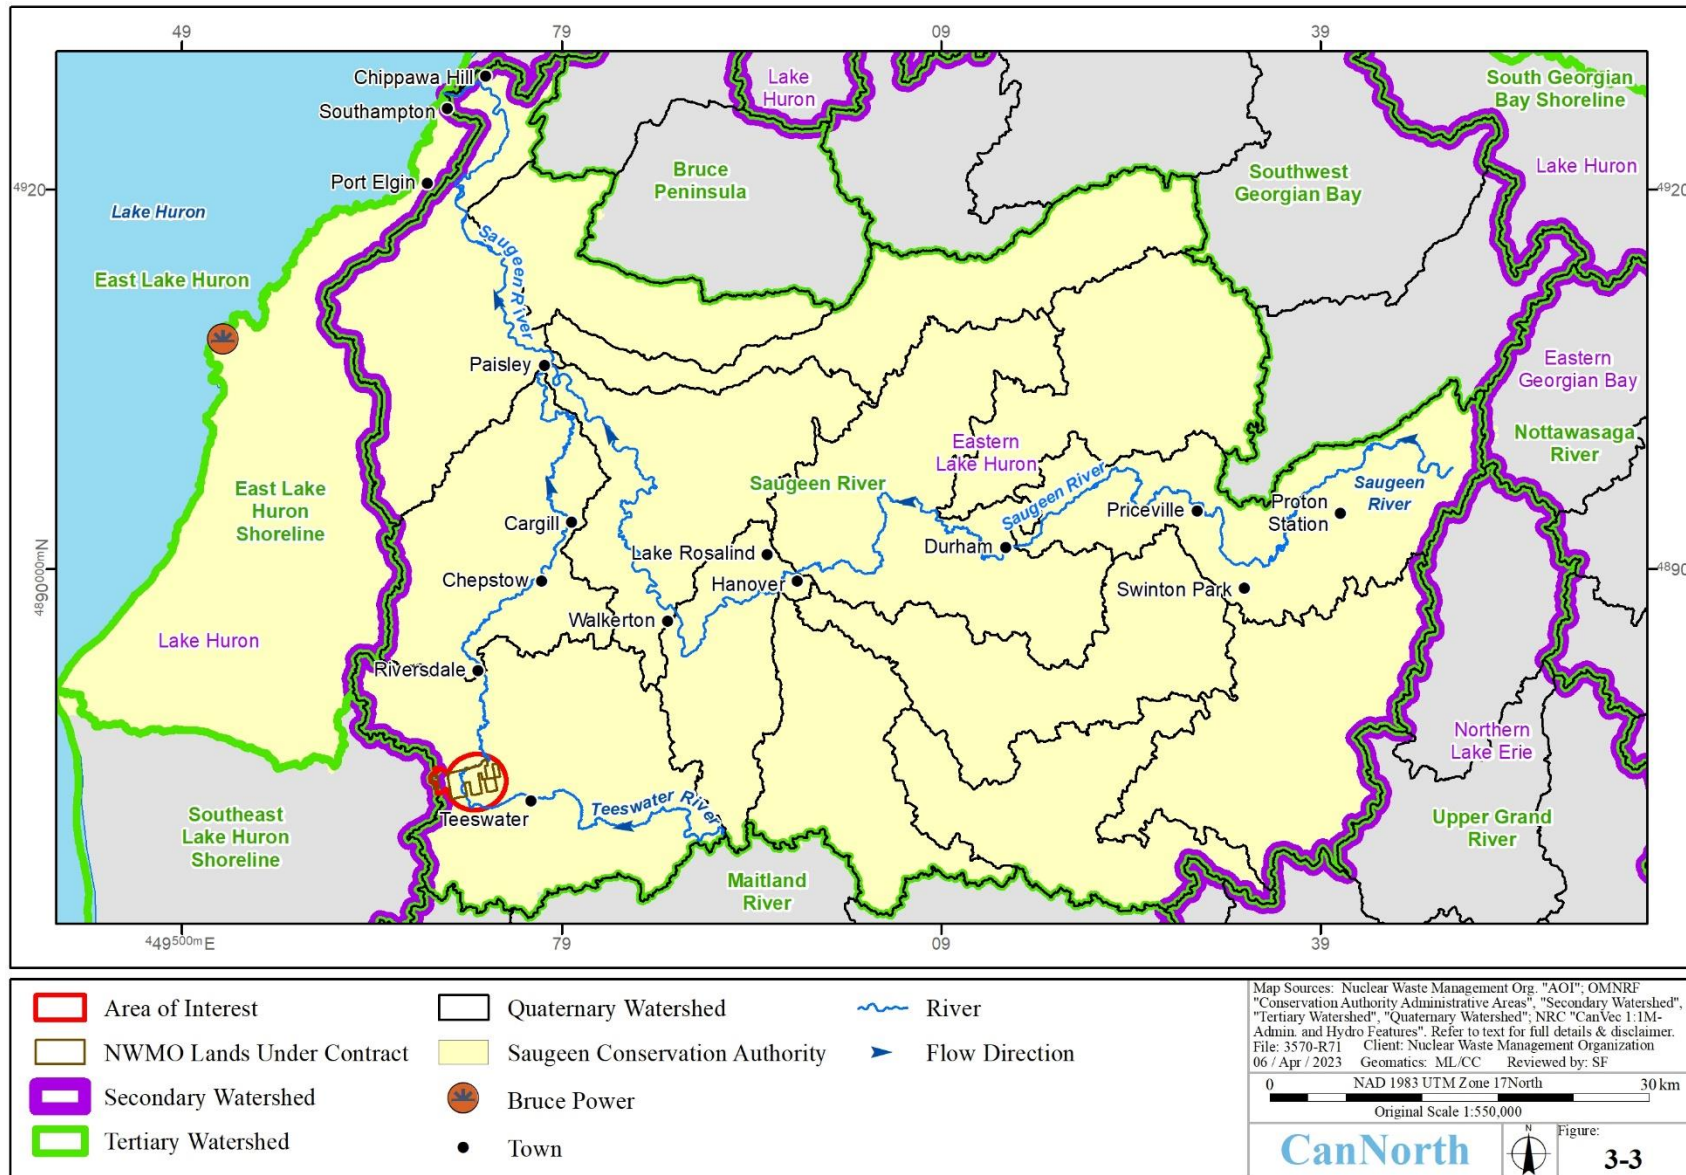 49 79 09 39
Chippawa Hill
Southampton
Port Elgin
Lake
Huron
South Georgian
Bay Shoreline
Lake Huron
Bruce
Peninsula
Southwest
Georgian Bay
4920
4920
Lake Huron
East Lake Huron
Saugeen River
Paisley
Eastern
Georgian Bay
Nottawasaga
River
Eastern
Lake Huron
Saugeen River
East Lake
Huron
Shoreline
Cargill
Chepstow
Lake Rosalind
Hanover
Walkerton
Durham
Saugeen River
Priceville
Proton
Station
Saugeen
River
Swinton Park
4890000mN
4890
Lake Huron
Riversdale
Northern
Lake Erie
Upper Grand
River
Southeast
Lake Huron
Shoreline
Teeswater
Teeswater River
Maitland
River
449500mE 79 09 39
Area of Interest
NWMO Lands Under Contract
Secondary Watershed
Tertiary Watershed
Quaternary Watershed
Saugeen Conservation Authority
Bruce Power
Town
River
Flow Direction
Map Sources: Nuclear Waste Management Org. "AOI"; OMNRF
"Conservation Authority Administrative Areas", "Secondary Watershed",
"Tertiary Watershed", "Quaternary Watershed"; NRC "CanVec 1:1M-
Admin. and Hydro Features". Refer to text for full details & disclaimer.
File: 3570-R71 Client: Nuclear Waste Management Organization
06 / Apr / 2023 Geomatics: ML/CC Reviewed by: SF
0 NAD 1983 UTM Zone 17North 30 km
Original Scale 1:550,000
CanNorth
N
Figure:
3-3